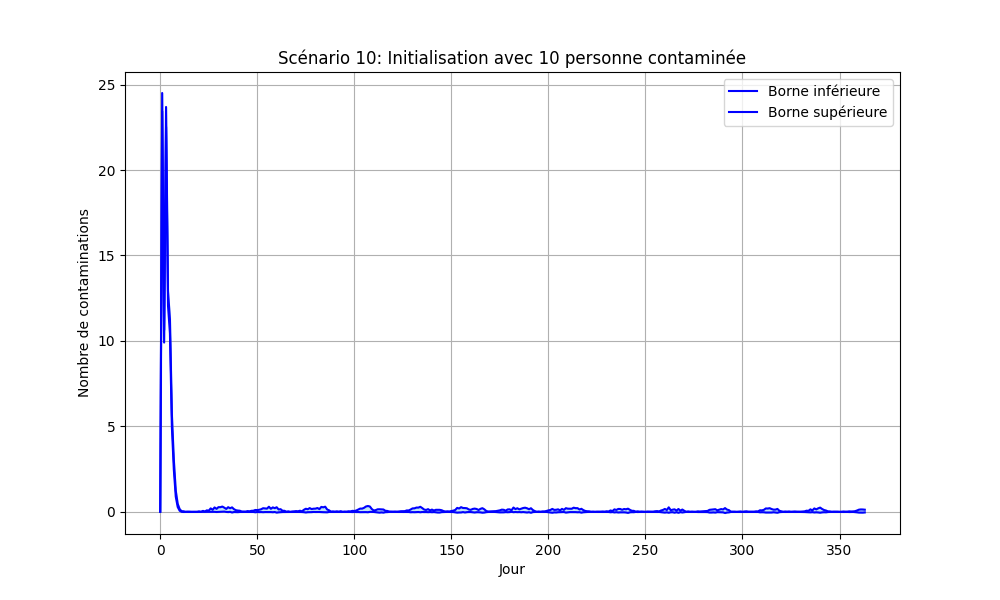 Scénario 10: Initialisation avec 10 personne contaminée
Borne inférieure
Borne supérieure
Nombre de contaminations
25
20
15
10
5
0
0 50 100 150 200 250 300 350
Jour